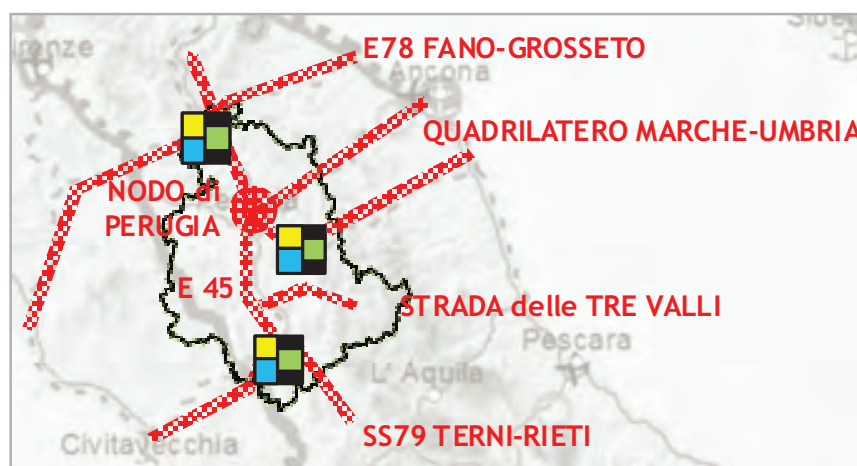 E78 FANO-GROSSETO
Ancona
QUADRILATERO MARCHE-UMBRIA
NODO di
PERUGIA
E 45
STRADA delle TRE VALLI
Pescara
L' Aquila
SS79 TERNI-RIETI
Civitavecchia